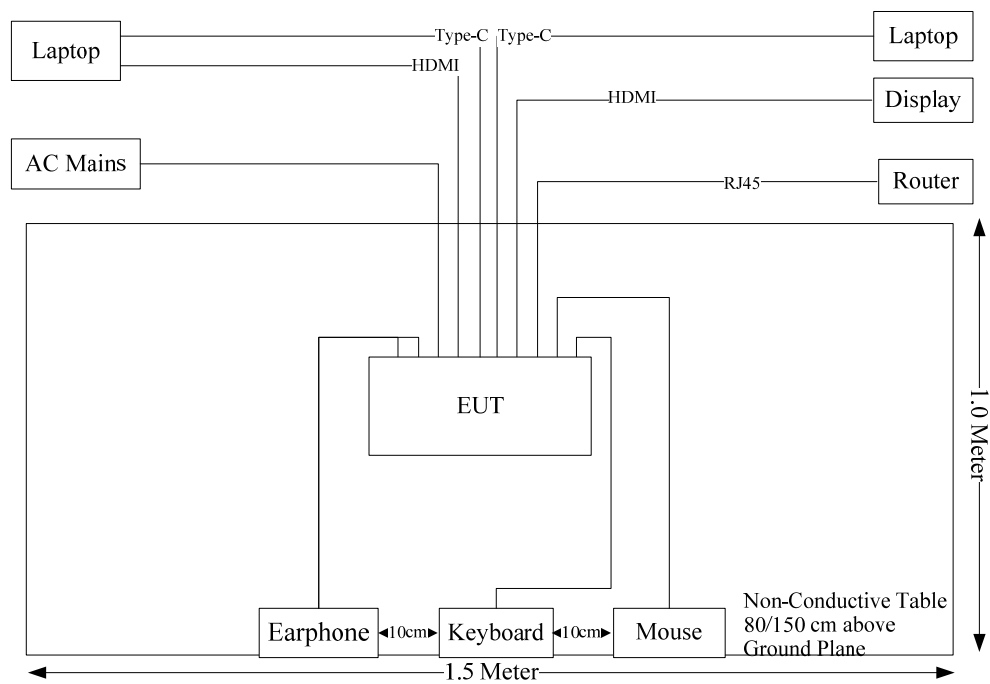 Laptop
Type-C
Type-C
Laptop
HDMI
HDMI
Display
AC Mains
RJ45
Router
EUT
1.0 Meter
Earphone
10cm
Keyboard
10cm
Mouse
Non-Conductive Table
80/150 cm above
Ground Plane
1.5 Meter